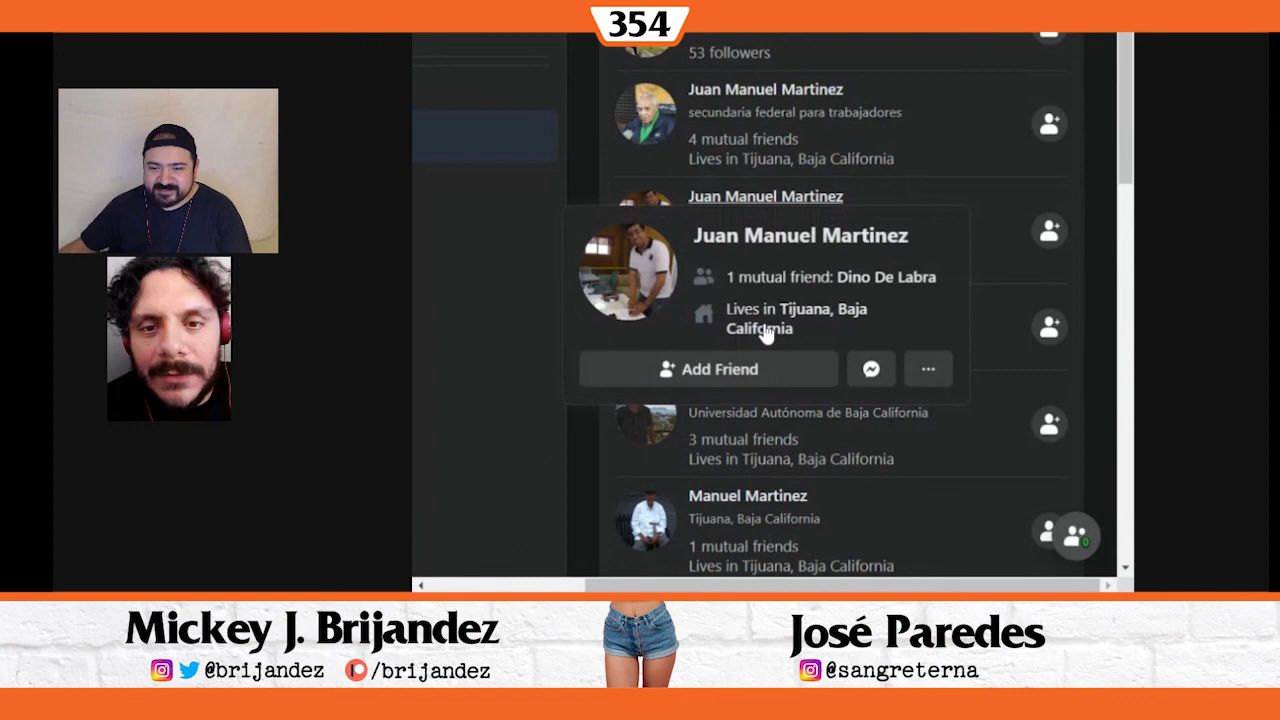 354
53 followers
Juan Manuel Martinez
secundaria federal para trabajadores
4 mutual friends
Lives in Tijuana, Baja California
Juan Manuel Martinez
Juan Manuel Martinez
1 mutual friend: Dino De Labra
Lives in Tijuana, Baja
California
Add Friend
Universidad Autónoma de Baja California
3 mutual friends
Lives in Tijuana, Baja California
Manuel Martinez
Tijuana, Baja California
1 mutual friends
Lives in Tijuana, Baja California
0
Mickey J. Brijandez
@brijandez /brijandez
José Paredes
@sangreterna